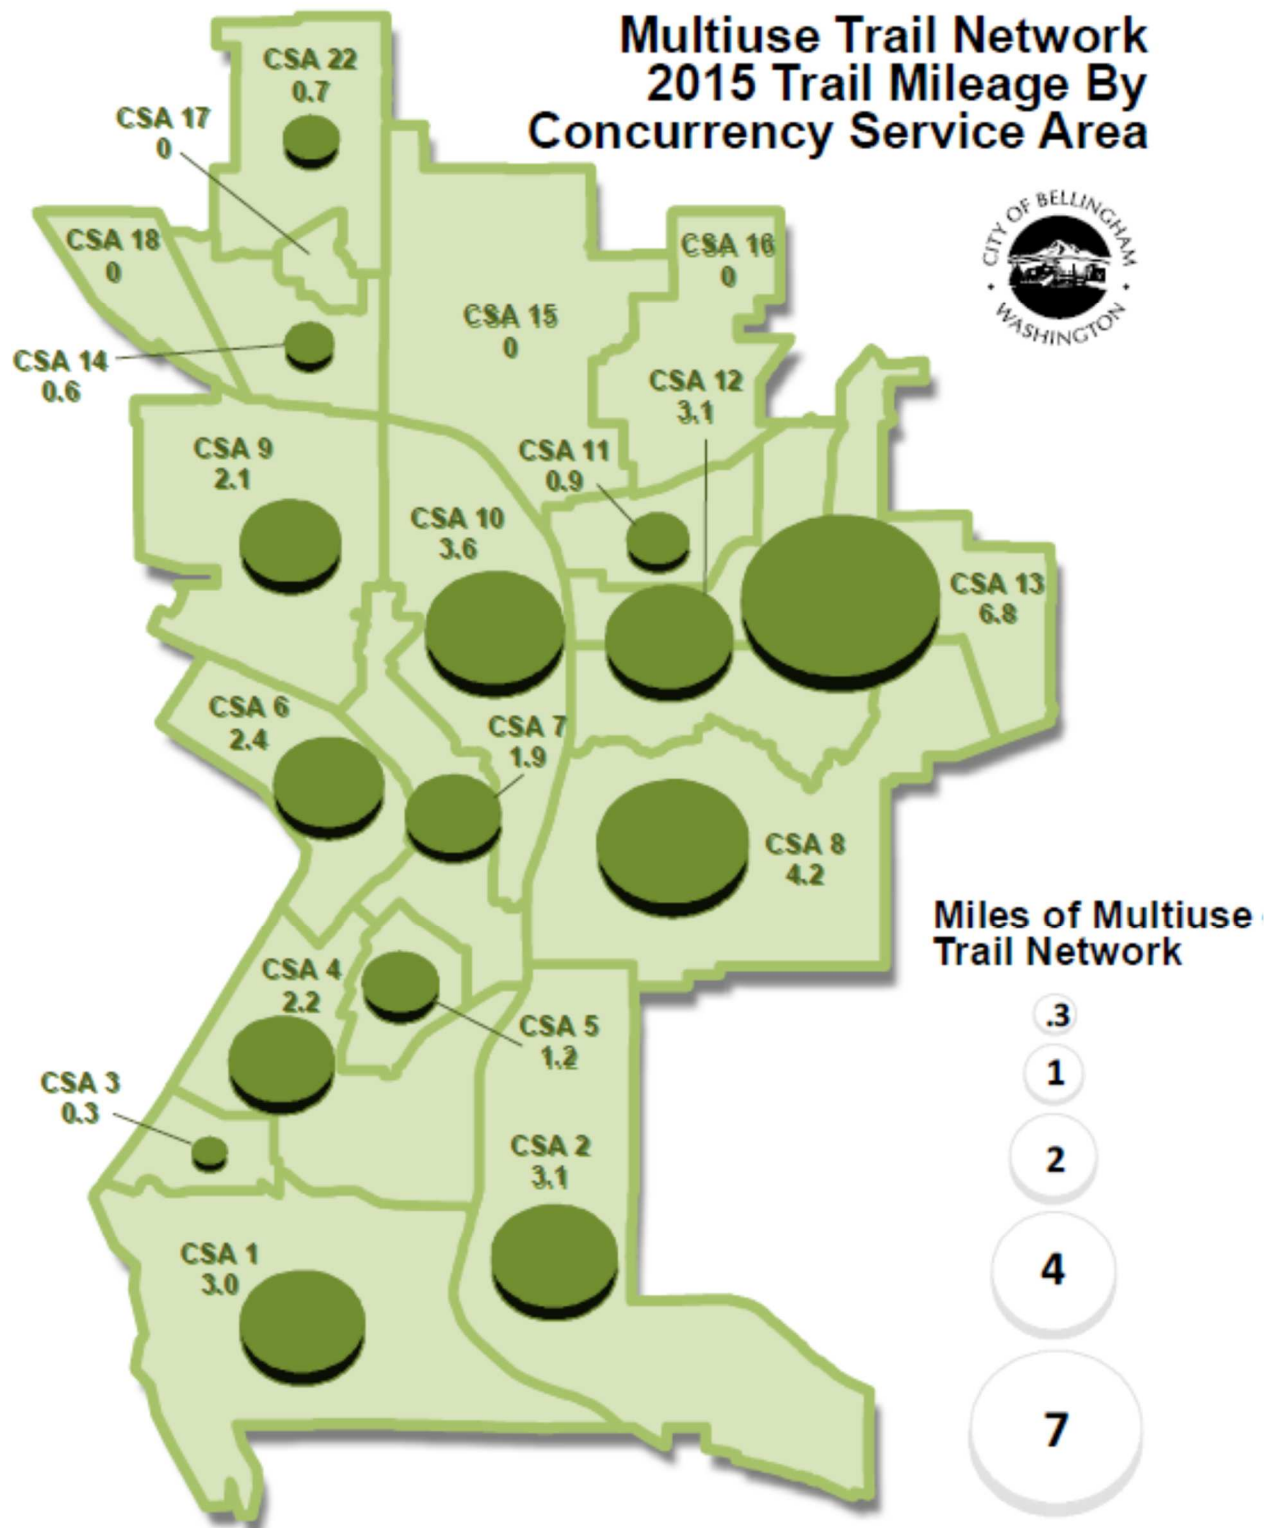 Multiuse Trail Network
2015 Trail Mileage By
Concurrency Service Area
CITY OF BELLINGHAM
• WASHINGTON •
CSA 22
0.7
CSA 17
0
CSA 18
0
CSA 16
0
CSA 15
0
CSA 14
0.6
CSA 12
3.1
CSA 9
2.1
CSA 11
0.9
CSA 10
3.6
CSA 13
6.8
CSA 6
2.4
CSA 7
1.9
CSA 8
4.2
CSA 4
2.2
CSA 5
1.2
CSA 3
0.3
CSA 2
3.1
CSA 1
3.0
Miles of Multiuse
Trail Network
.3
1
2
4
7